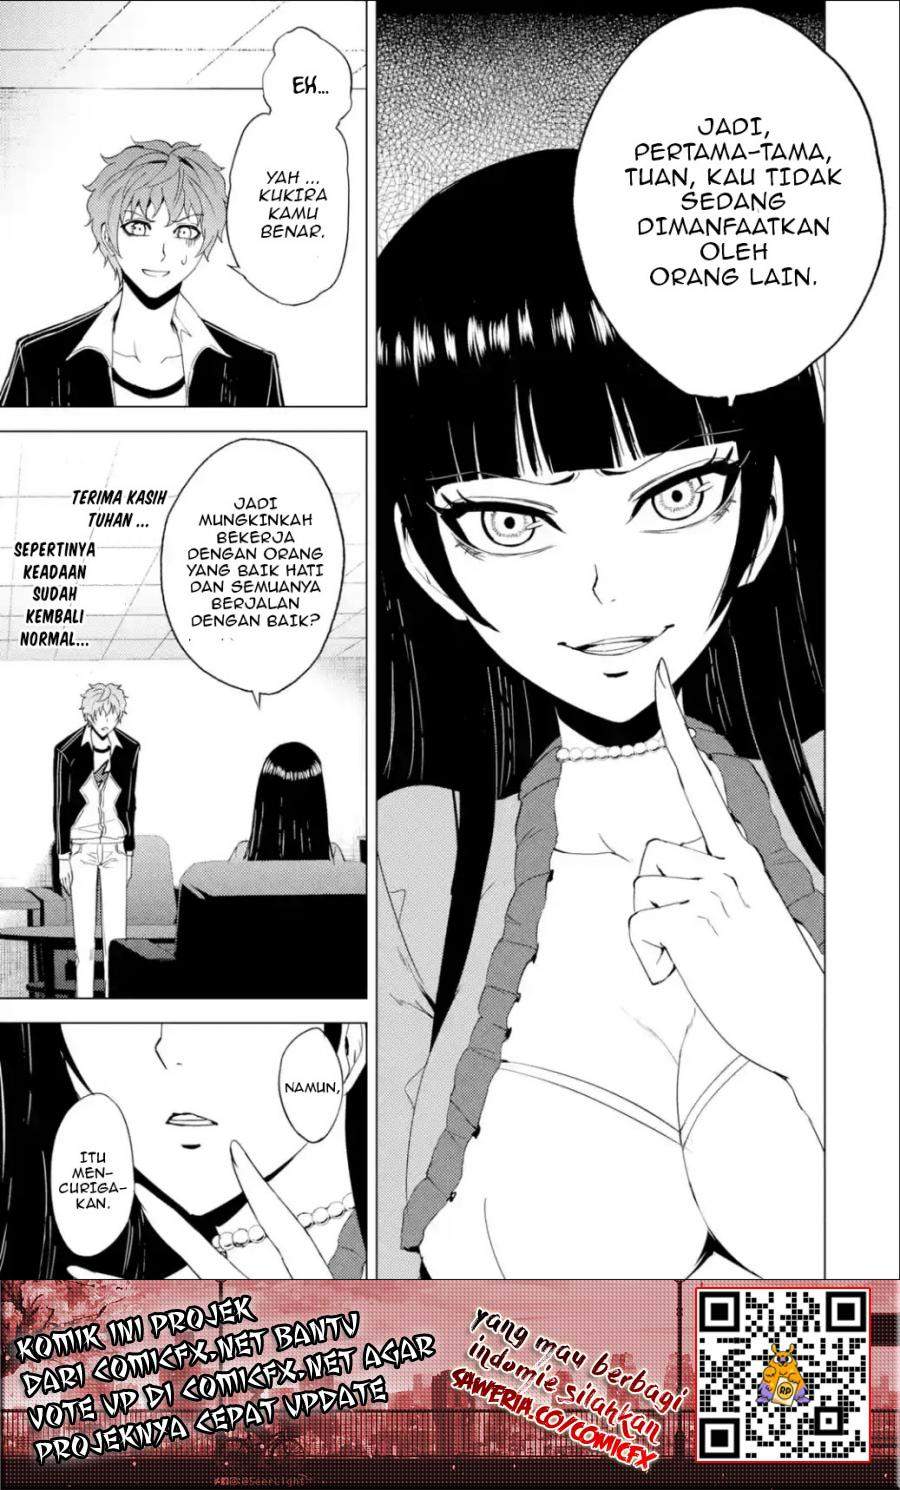 JADI,
PERTAMA-TAMA,
TUAN, KAU TIDAK
SEDANG
DIMANFAATKAN
OLEH
ORANG LAIN.
EH...
YAH ...
KUKIRA
KAMU
BENAR.
JADI
MUNGKINKAH
BEKERJA
DENGAN ORANG
YANG BAIK HATI
DAN SEMUANYA
BERJALAN
DENGAN BAIK?
TERIMA KASIH
TUHAN ...
SEPERTINYA
KEADAAN
SUDAH
KEMBALI
NORMAL...
NAMUN,
ITU
MEN-
CURIGA-
KAN.
KOMIK INI PROJEK
DARI COMICFX.NET BANTU
VOTE UP DI COMICFX.NET AGAR
PROJEKNYA CEPAT UPDATE
yang mau berbagi
indomie silahkan
SAWERIA.CO/COMICFX
RP